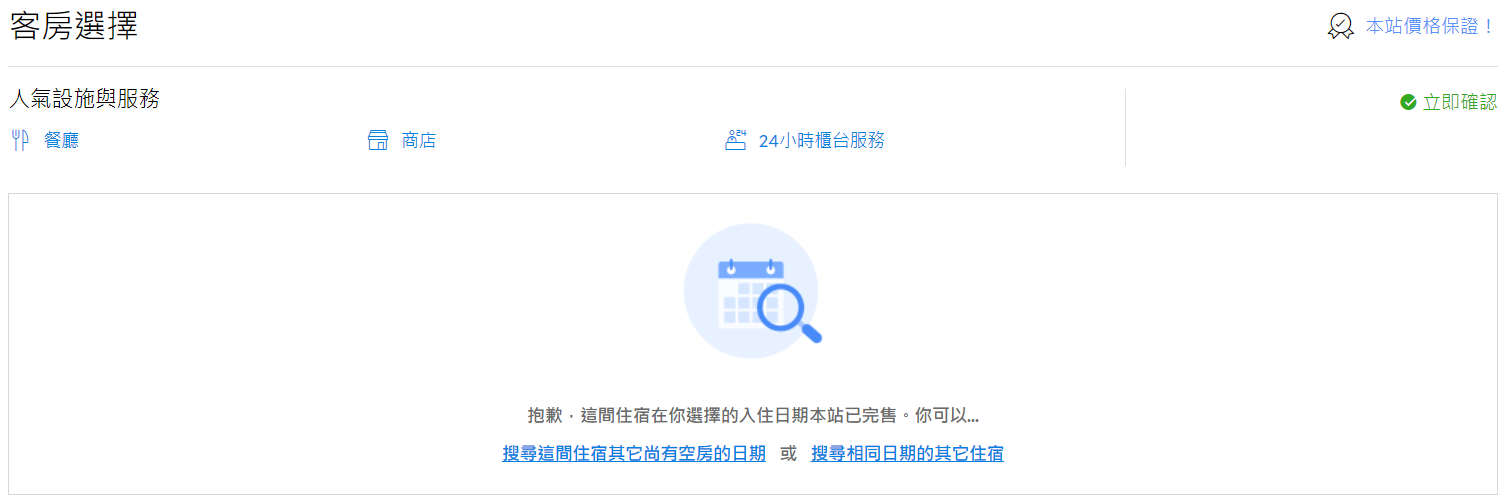 客房選擇
本站價格保證！
人氣設施與服務
立即確認
餐廳
商店
24小時櫃台服務
抱歉，這間住宿在你選擇的入住日期本站已完售。你可以...
搜尋這間住宿其它尚有空房的日期 或 搜尋相同日期的其它住宿